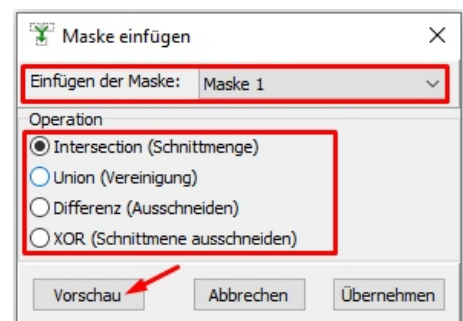 Maske einfügen
Einfügen der Maske: Maske 1
Operation
Intersection (Schnittmenge)
Union (Vereinigung)
Differenz (Ausschneiden)
XOR (Schnittmene ausschneiden)
Vorschau Abbrechen Übernehmen